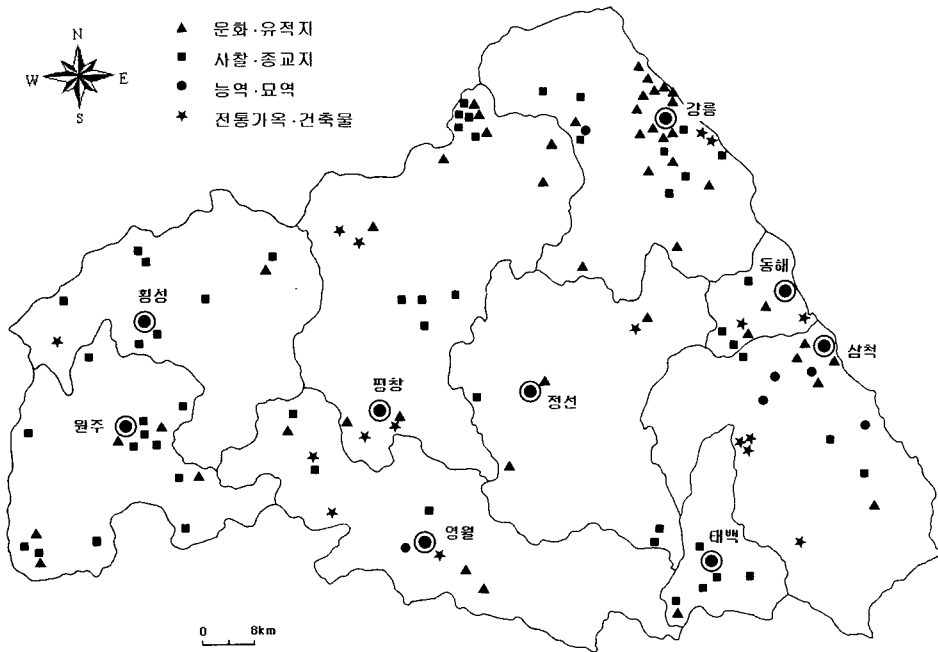 N
W E
S
▲ 문화·유적지
■ 사찰·종교지
● 능역·묘역
★ 전통가옥·건축물
강릉
동해
횡성
삼척
평창
정선
원주
영월
태백
0 8km